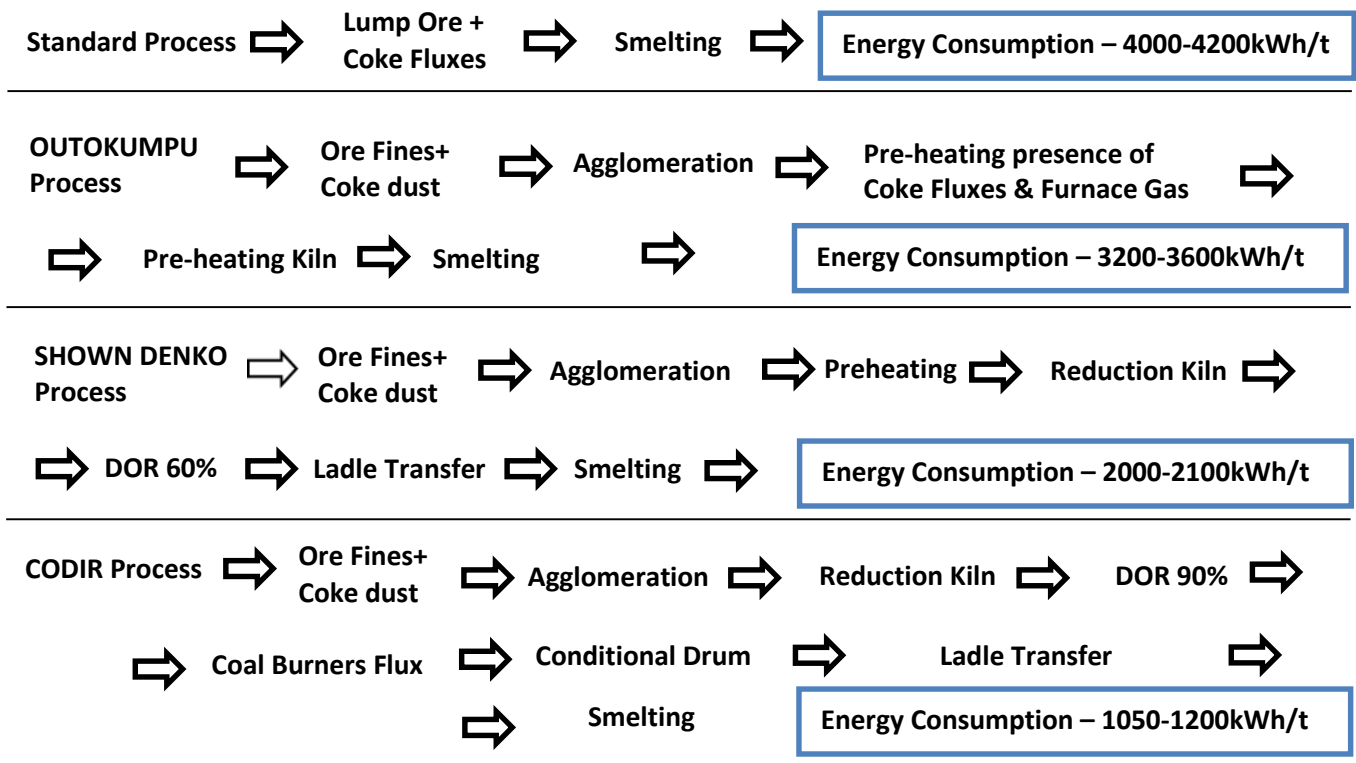 Standard Process
Lump Ore +
Coke Fluxes
Smelting
Energy Consumption – 4000-4200kWh/t
OUTOKUMPU
Process
Ore Fines+
Coke dust
Agglomeration
Pre-heating presence of
Coke Fluxes & Furnace Gas
Pre-heating Kiln
Smelting
Energy Consumption – 3200-3600kWh/t
SHOWN DENKO
Process
Ore Fines+
Coke dust
Agglomeration
Preheating
Reduction Kiln
DOR 60%
Ladle Transfer
Smelting
Energy Consumption – 2000-2100kWh/t
CODIR Process
Ore Fines+
Coke dust
Agglomeration
Reduction Kiln
DOR 90%
Coal Burners Flux
Conditional Drum
Ladle Transfer
Smelting
Energy Consumption – 1050-1200kWh/t